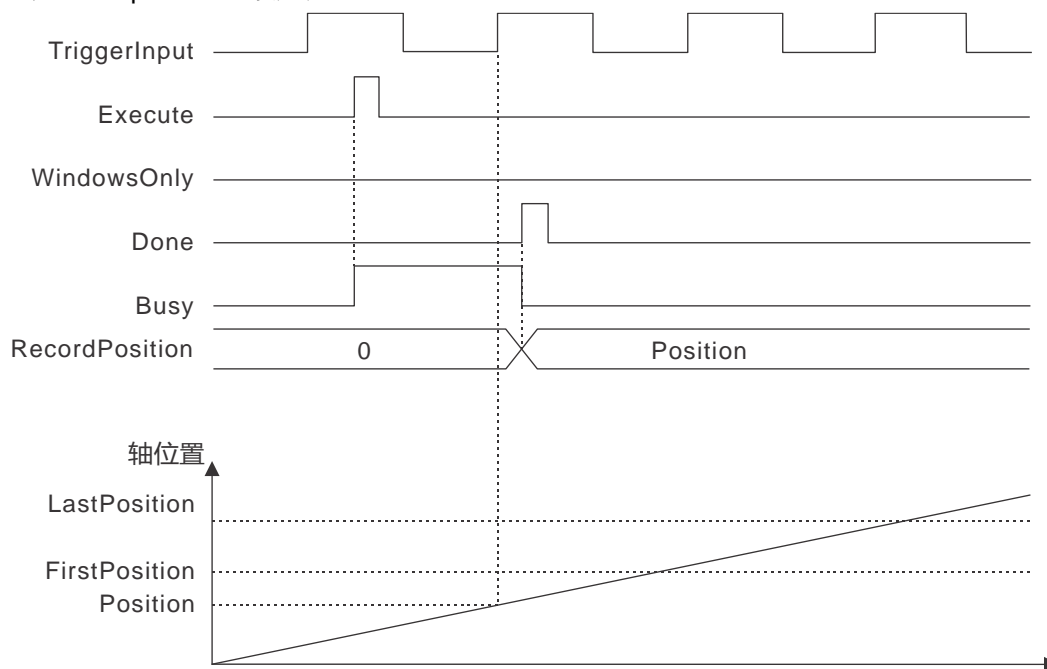 TriggerInput
Execute
WindowsOnly
Done
Busy
RecordPosition 0 Position
轴位置
LastPosition
FirstPosition
Position